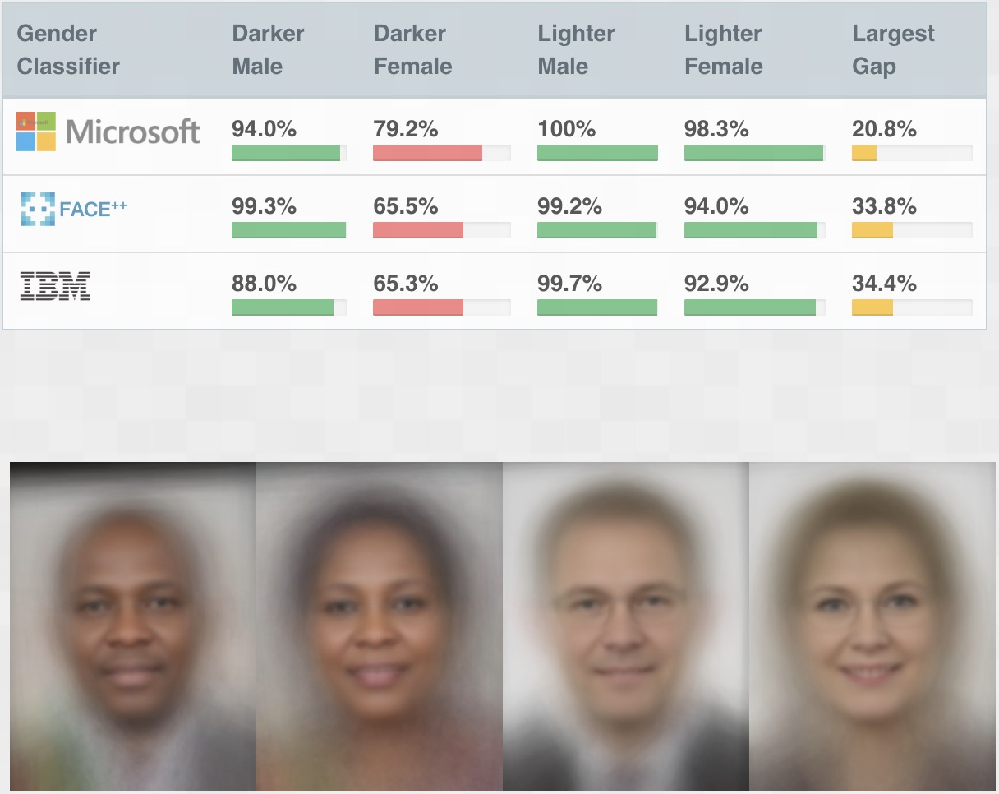 Gender Classifier Darker Male Darker Female Lighter Male Lighter Female Largest Gap
Microsoft 94.0% 79.2% 100% 98.3% 20.8%
FACE++ 99.3% 65.5% 99.2% 94.0% 33.8%
IBM 88.0% 65.3% 99.7% 92.9% 34.4%